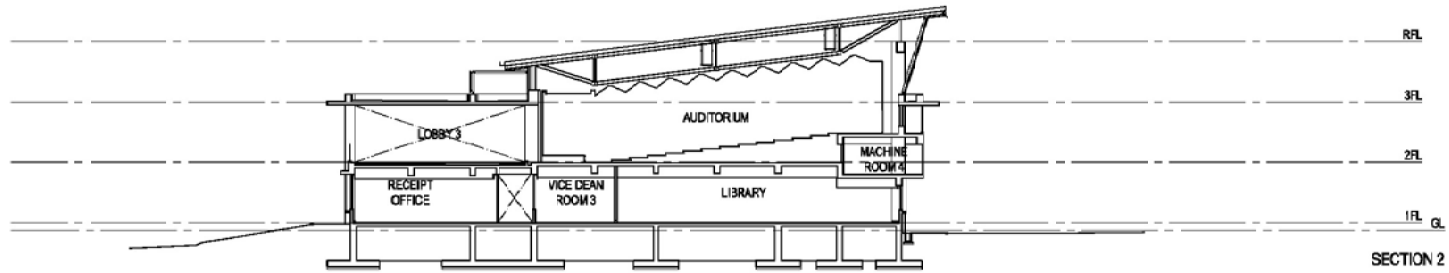 RFL
3FL
AUDITORIUM
LOBBY 3
MACHINE
ROOM 4
2FL
RECEIPT
OFFICE
VICE DEAN
ROOM 3
LIBRARY
1FL
GL
SECTION 2